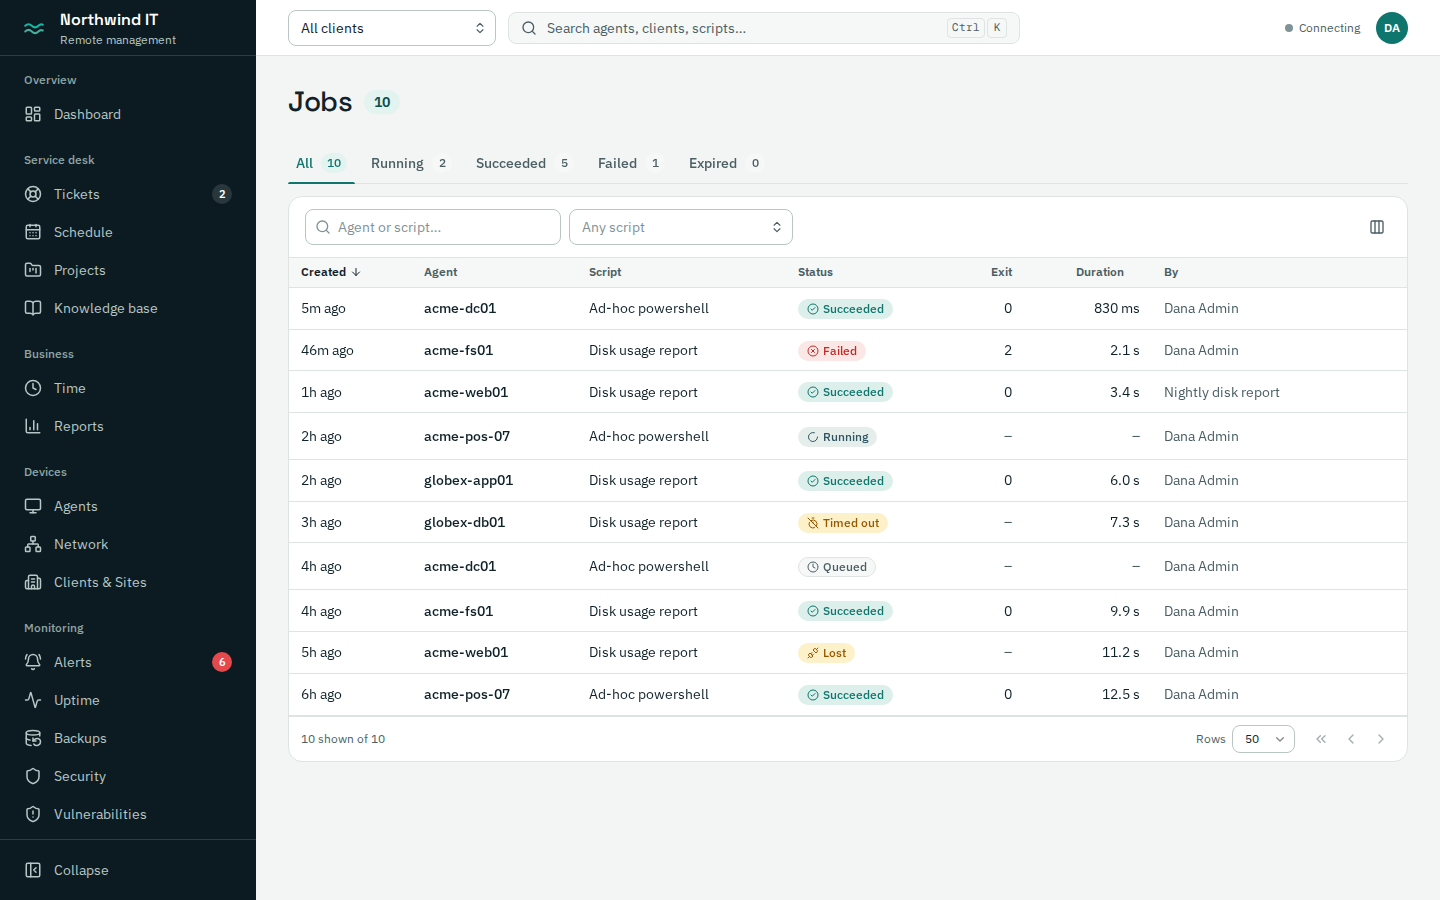 Northwind IT
Remote management
All clients
Search agents, clients, scripts...
Ctrl K
Connecting
DA
Overview
Dashboard
Service desk
Tickets 2
Schedule
Projects
Knowledge base
Business
Time
Reports
Devices
Agents
Network
Clients & Sites
Monitoring
Alerts 6
Uptime
Backups
Security
Vulnerabilities
Collapse
Jobs 10
All 10 Running 2 Succeeded 5 Failed 1 Expired 0
Agent or script... Any script
Created Agent Script Status Exit Duration By
5m ago acme-dc01 Ad-hoc powershell Succeeded 0 830 ms Dana Admin
46m ago acme-fs01 Disk usage report Failed 2 2.1 s Dana Admin
1h ago acme-web01 Disk usage report Succeeded 0 3.4 s Nightly disk report
2h ago acme-pos-07 Ad-hoc powershell Running – – Dana Admin
2h ago globex-app01 Disk usage report Succeeded 0 6.0 s Dana Admin
3h ago globex-db01 Disk usage report Timed out – 7.3 s Dana Admin
4h ago acme-dc01 Ad-hoc powershell Queued – – Dana Admin
4h ago acme-fs01 Disk usage report Succeeded 0 9.9 s Dana Admin
5h ago acme-web01 Disk usage report Lost – 11.2 s Dana Admin
6h ago acme-pos-07 Ad-hoc powershell Succeeded 0 12.5 s Dana Admin
10 shown of 10
Rows 50